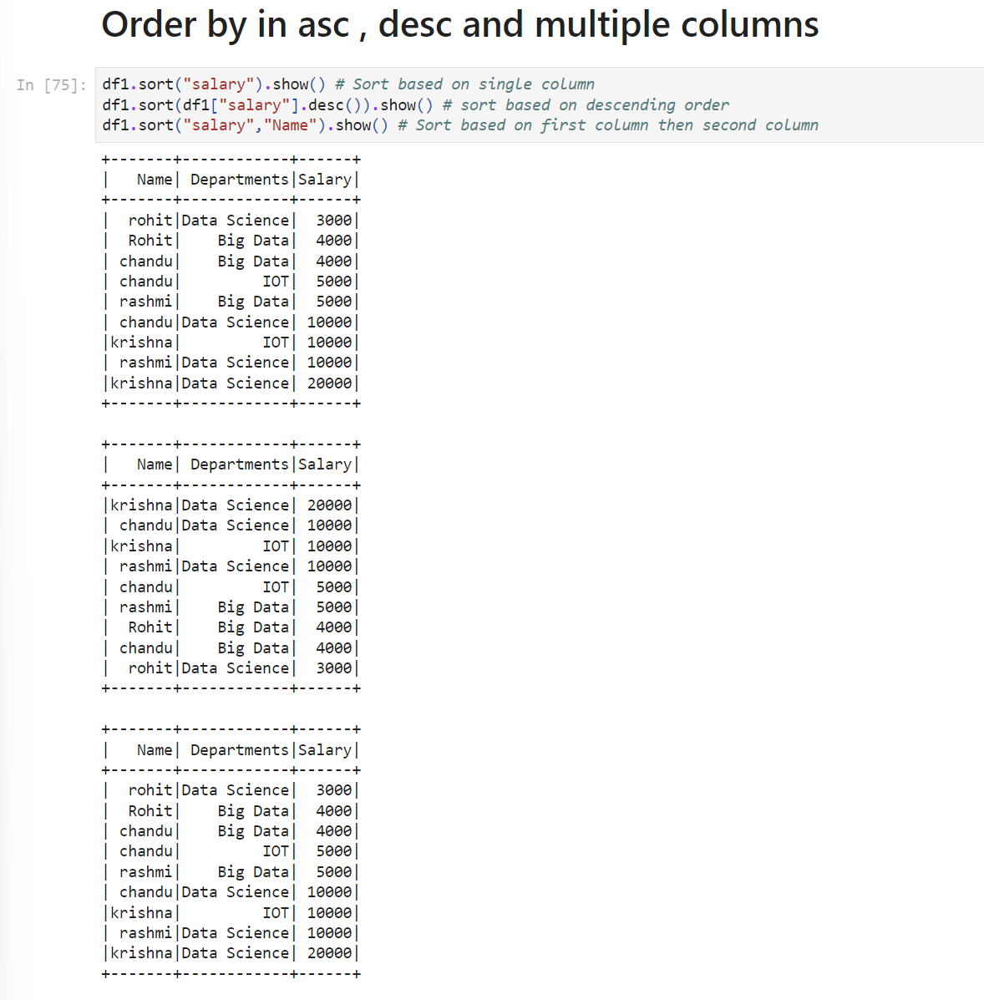 Order by in asc , desc and multiple columns
In [75]:
df1.sort("salary").show() # Sort based on single column
df1.sort(df1["salary"].desc()).show() # sort based on descending order
df1.sort("salary","Name").show() # Sort based on first column then second column
+-------+------------+------+
|   Name| Departments|Salary|
+-------+------------+------+
|  rohit|Data Science|  3000|
|  Rohit|    Big Data|  4000|
| chandu|    Big Data|  4000|
| chandu|         IOT|  5000|
| rashmi|    Big Data|  5000|
| chandu|Data Science| 10000|
|krishna|         IOT| 10000|
| rashmi|Data Science| 10000|
|krishna|Data Science| 20000|
+-------+------------+------+
+-------+------------+------+
|   Name| Departments|Salary|
+-------+------------+------+
|krishna|Data Science| 20000|
| chandu|Data Science| 10000|
|krishna|         IOT| 10000|
| rashmi|Data Science| 10000|
| chandu|         IOT|  5000|
| rashmi|    Big Data|  5000|
|  Rohit|    Big Data|  4000|
| chandu|    Big Data|  4000|
|  rohit|Data Science|  3000|
+-------+------------+------+
+-------+------------+------+
|   Name| Departments|Salary|
+-------+------------+------+
|  rohit|Data Science|  3000|
|  Rohit|    Big Data|  4000|
| chandu|    Big Data|  4000|
| chandu|         IOT|  5000|
| rashmi|    Big Data|  5000|
| chandu|Data Science| 10000|
|krishna|         IOT| 10000|
| rashmi|Data Science| 10000|
|krishna|Data Science| 20000|
+-------+------------+------+